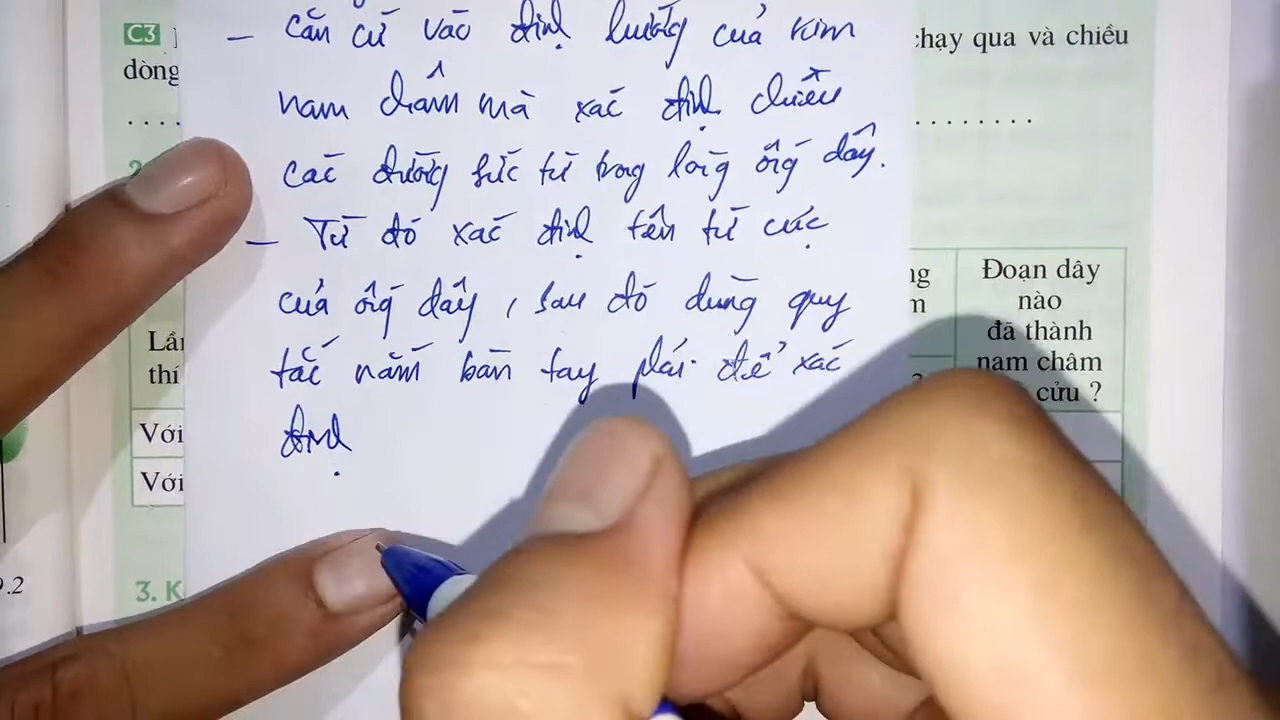 C3
chạy qua và chiều
dòng
- Căn cứ vào định hướng của kim
nam châm mà xác định chiều
các đường sức từ trong lòng ống dây.
- Từ đó xác định tên từ cực
của ống dây, sau đó dùng quy
tắc nắm bàn tay phải để xác
định
2
Lần
thí
Với
Với
Đoạn dây
nào
đã thành
nam châm
cửu ?
3. K
.2